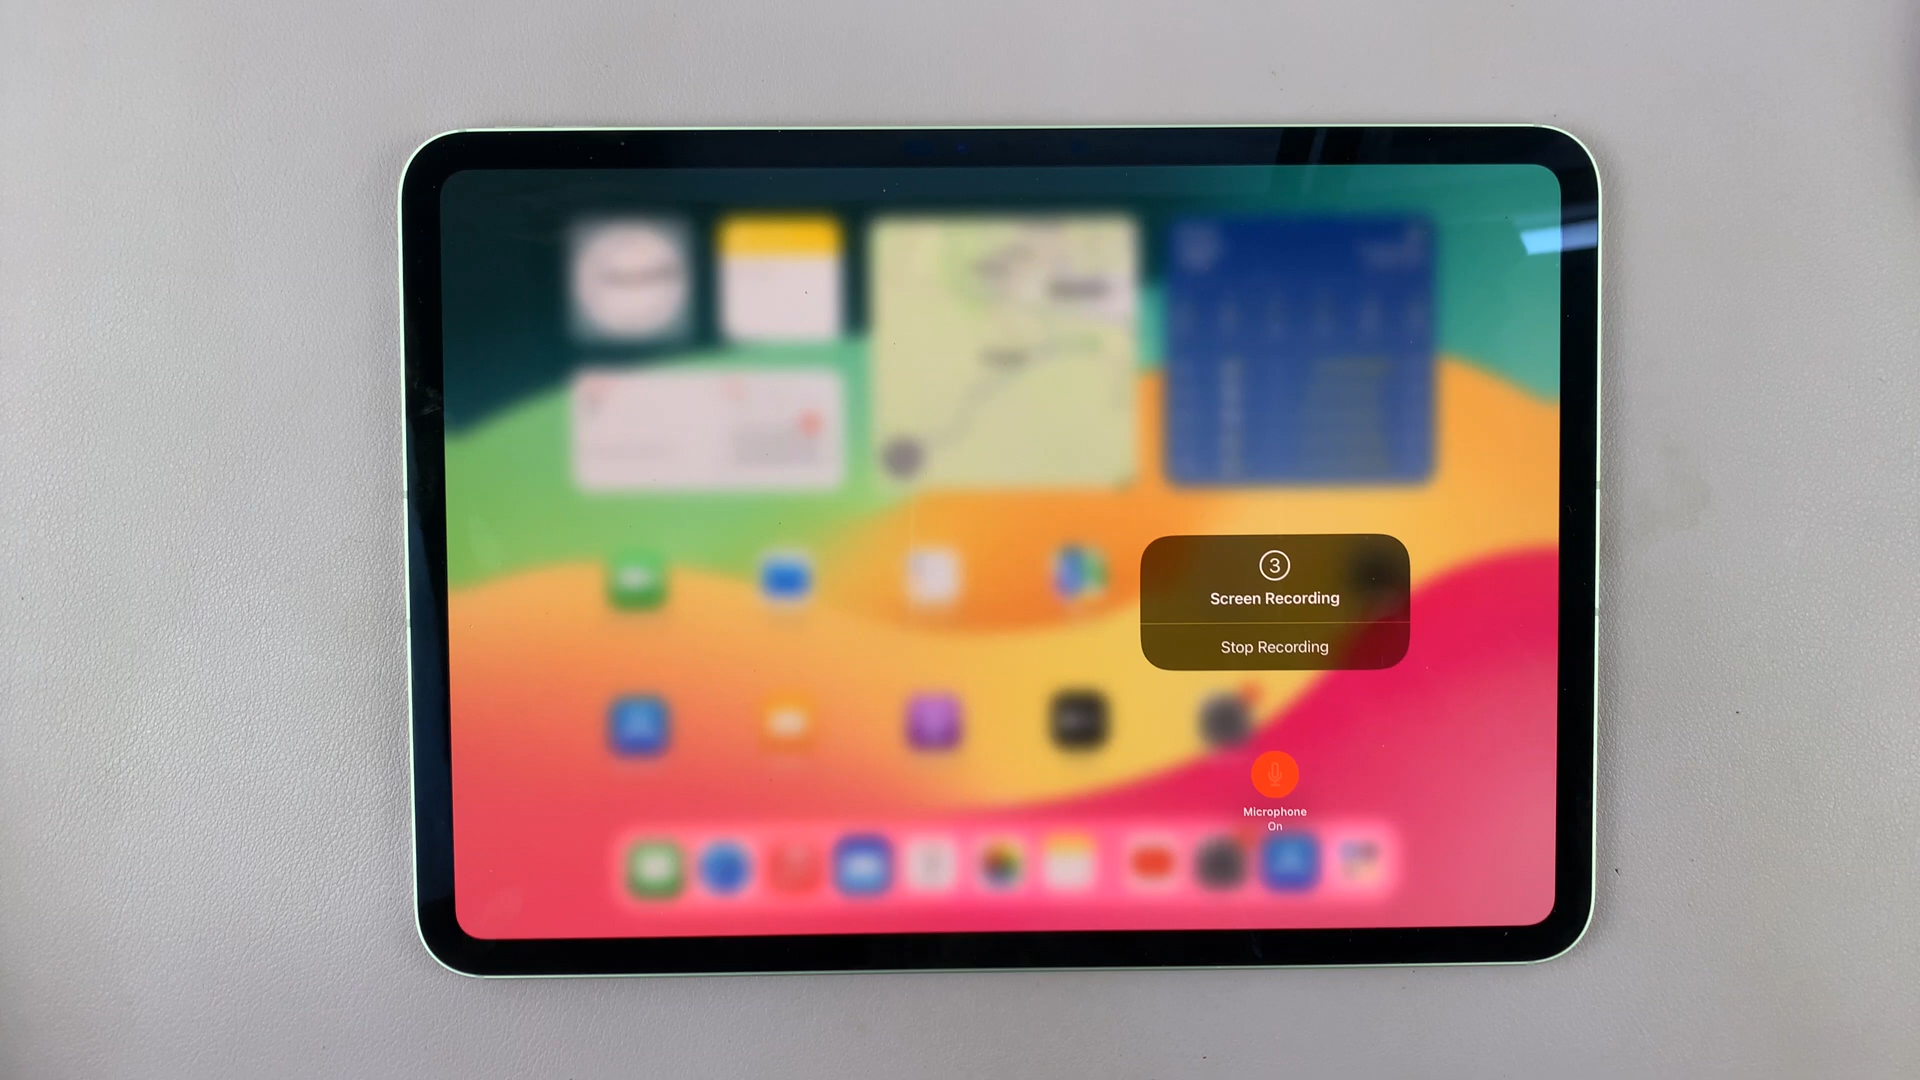 3
Screen Recording
Stop Recording
Microphone
On